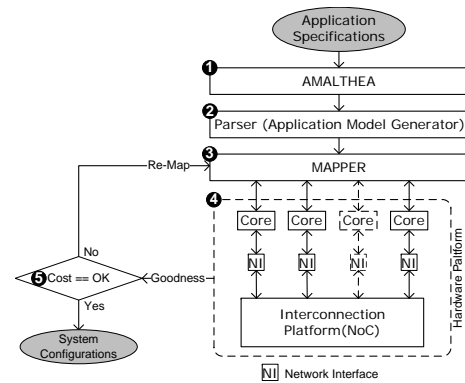 Application
Specifications
1
AMALTHEA
2
Parser (Application Model Generator)
3
Re-Map
MAPPER
4
Core
Core
Core
Core
NI
NI
NI
NI
Hardware Paltform
No
5
Cost == OK
Goodness
Yes
Interconnection
Platform(NoC)
System
Configurations
NI
Network Interface